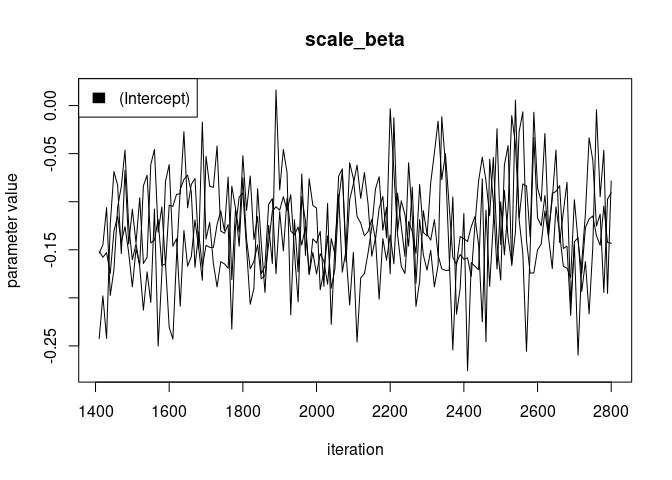 scale_beta
(Intercept)
parameter value
0.00
-0.05
-0.15
-0.25
1400 1600 1800 2000 2200 2400 2600 2800
iteration